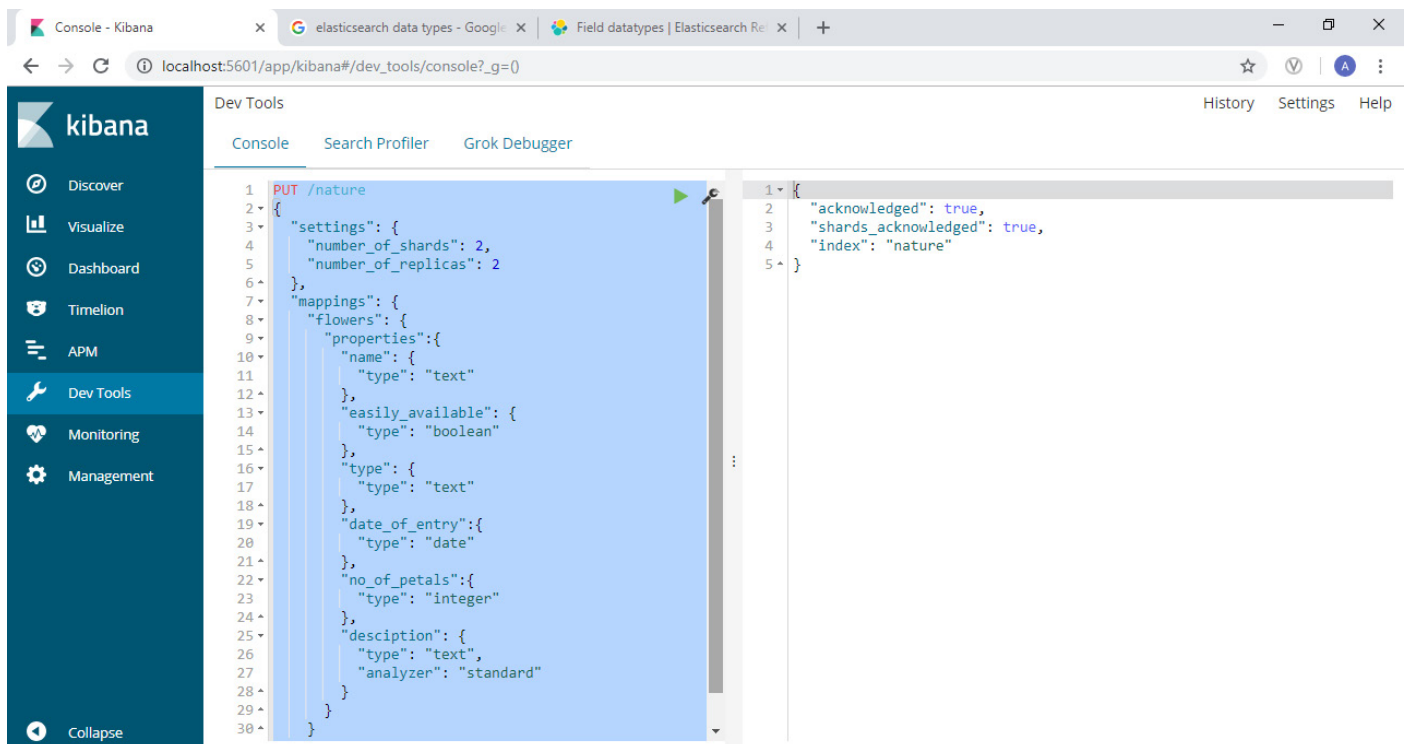 Console - Kibana
elasticsearch data types - Google
Field datatypes | Elasticsearch Re
localhost:5601/app/kibana#/dev_tools/console?_g=()
V
A
kibana
Discover
Visualize
Dashboard
Timelion
APM
Dev Tools
Monitoring
Management
Collapse
Dev Tools
History Settings Help
Console Search Profiler Grok Debugger
1 PUT /nature
2 {
3 "settings": {
4 "number_of_shards": 2,
5 "number_of_replicas": 2
6 },
7 "mappings": {
8 "flowers": {
9 "properties":{
10 "name": {
11 "type": "text"
12 },
13 "easily_available": {
14 "type": "boolean"
15 },
16 "type": {
17 "type": "text"
18 },
19 "date_of_entry":{
20 "type": "date"
21 },
22 "no_of_petals":{
23 "type": "integer"
24 },
25 "desciption": {
26 "type": "text",
27 "analyzer": "standard"
28 }
29 }
30 }
1 {
2 "acknowledged": true,
3 "shards_acknowledged": true,
4 "index": "nature"
5 }